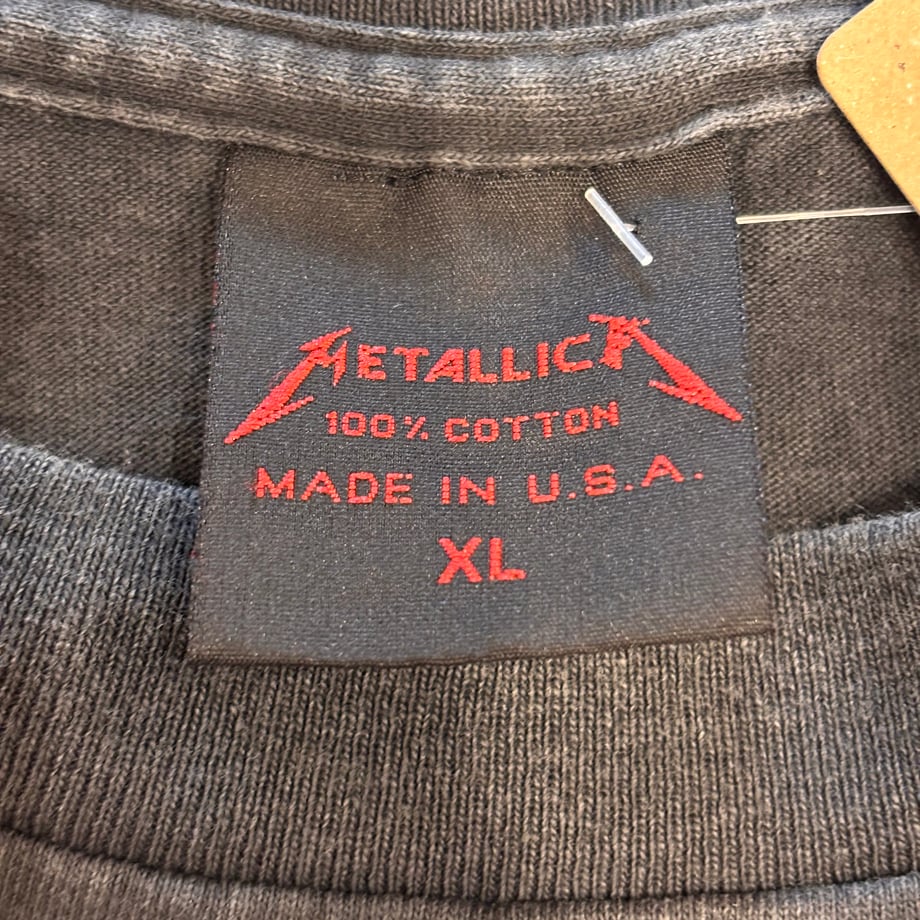 METALLICA
100% COTTON
MADE IN U.S.A.
XL